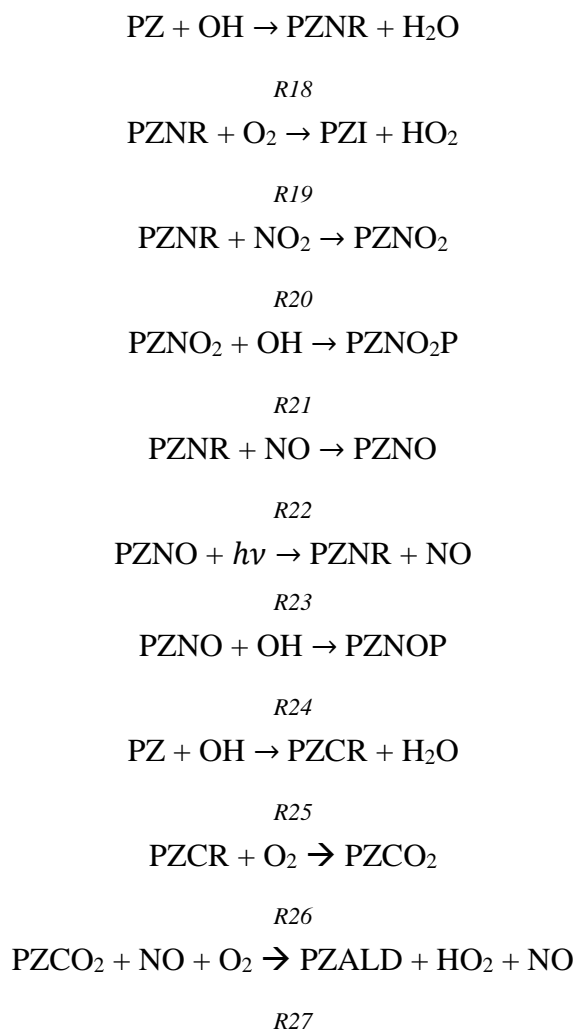 PZ + OH → PZNR + H₂O
R18
PZNR + O₂ → PZI + HO₂
R19
PZNR + NO₂ → PZNO₂
R20
PZNO₂ + OH → PZNO₂P
R21
PZNR + NO → PZNO
R22
PZNO + hν → PZNR + NO
R23
PZNO + OH → PZNOP
R24
PZ + OH → PZCR + H₂O
R25
PZCR + O₂ → PZCO₂
R26
PZCO₂ + NO + O₂ → PZALD + HO₂ + NO
R27